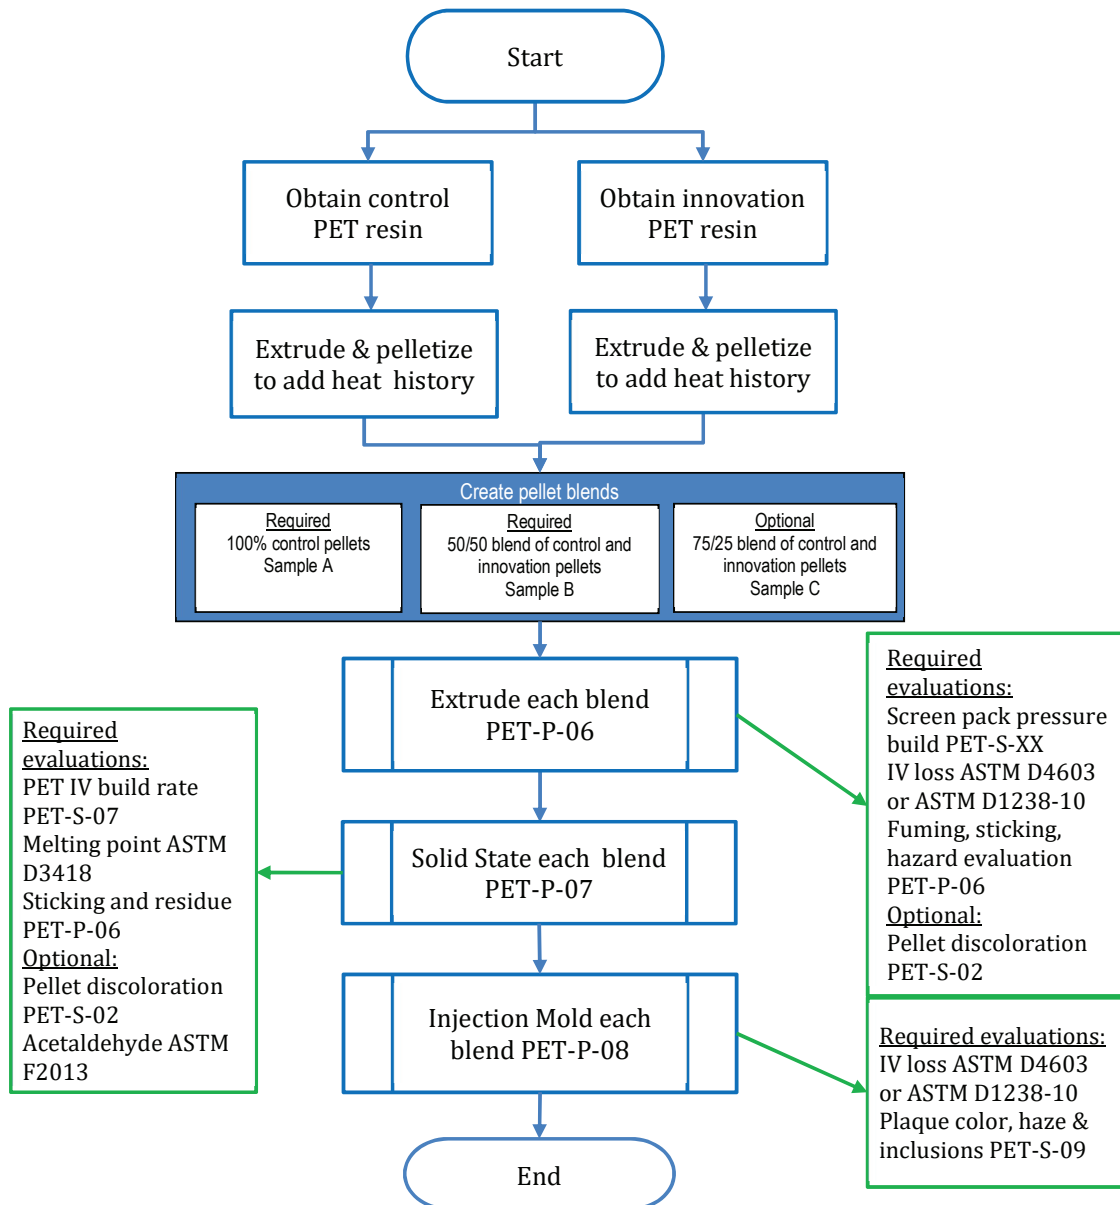 Start
Obtain control
PET resin
Obtain innovation
PET resin
Extrude & pelletize
to add heat  history
Extrude & pelletize
to add heat history
Create pellet blends
Required
100% control pellets
Sample A
Required
50/50 blend of control and
innovation pellets
Sample B
Optional
75/25 blend of control and
innovation pellets
Sample C
Extrude each blend
PET-P-06
Required
evaluations:
Screen pack pressure
build PET-S-XX
IV loss ASTM D4603
or ASTM D1238-10
Fuming, sticking,
hazard evaluation
PET-P-06
Optional:
Pellet discoloration
PET-S-02
Solid State each  blend
PET-P-07
Required
evaluations:
PET IV build rate
PET-S-07
Melting point ASTM
D3418
Sticking and residue
PET-P-06
Optional:
Pellet discoloration
PET-S-02
Acetaldehyde ASTM
F2013
Injection Mold each
blend PET-P-08
Required evaluations:
IV loss ASTM D4603
or ASTM D1238-10
Plaque color, haze &
inclusions PET-S-09
End